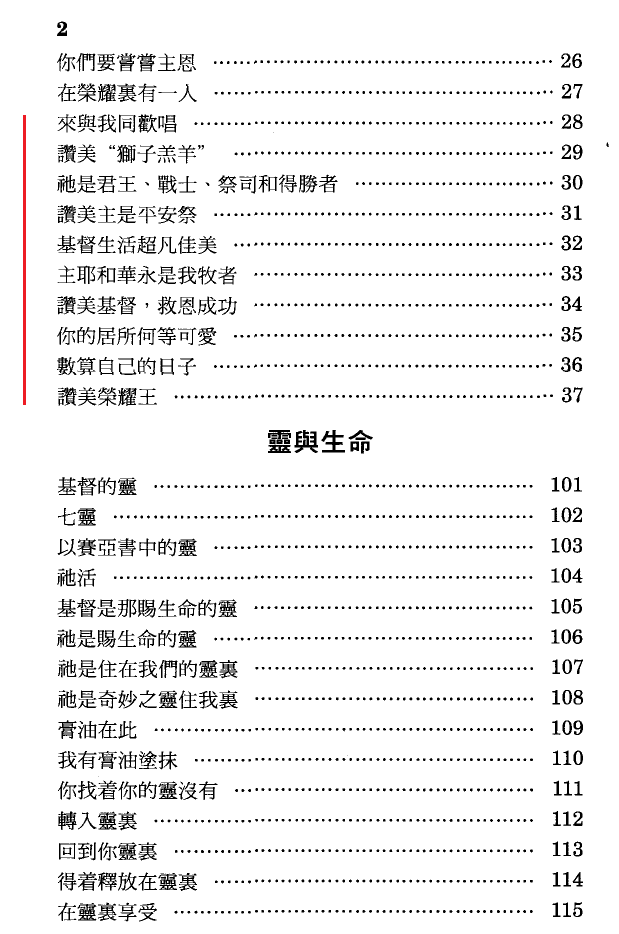 2
你們要嘗嘗主恩 ………………………………………… 26
在榮耀裏有一人 ………………………………………… 27
來與我同歡唱 ………………………………………… 28
讚美“獅子羔羊” ………………………………………… 29
祂是君王、戰士、祭司和得勝者 ………………………… 30
讚美主是平安祭 ………………………………………… 31
基督生活超凡佳美 ……………………………………… 32
主耶和華永是我牧者 …………………………………… 33
讚美基督，救恩成功 …………………………………… 34
你的居所何等可愛 ……………………………………… 35
數算自己的日子 ………………………………………… 36
讚美榮耀王 ……………………………………………… 37
靈與生命
基督的靈 ……………………………………………… 101
七靈 …………………………………………………… 102
以賽亞書中的靈 ……………………………………… 103
祂活 …………………………………………………… 104
基督是那賜生命的靈 ………………………………… 105
祂是賜生命的靈 ……………………………………… 106
祂是住在我們的靈裏 ………………………………… 107
祂是奇妙之靈住我裏 ………………………………… 108
膏油在此 ……………………………………………… 109
我有膏油塗抹 ………………………………………… 110
你找着你的靈沒有 …………………………………… 111
轉入靈裏 ……………………………………………… 112
回到你靈裏 …………………………………………… 113
得着釋放在靈裏 ……………………………………… 114
在靈裏享受 …………………………………………… 115